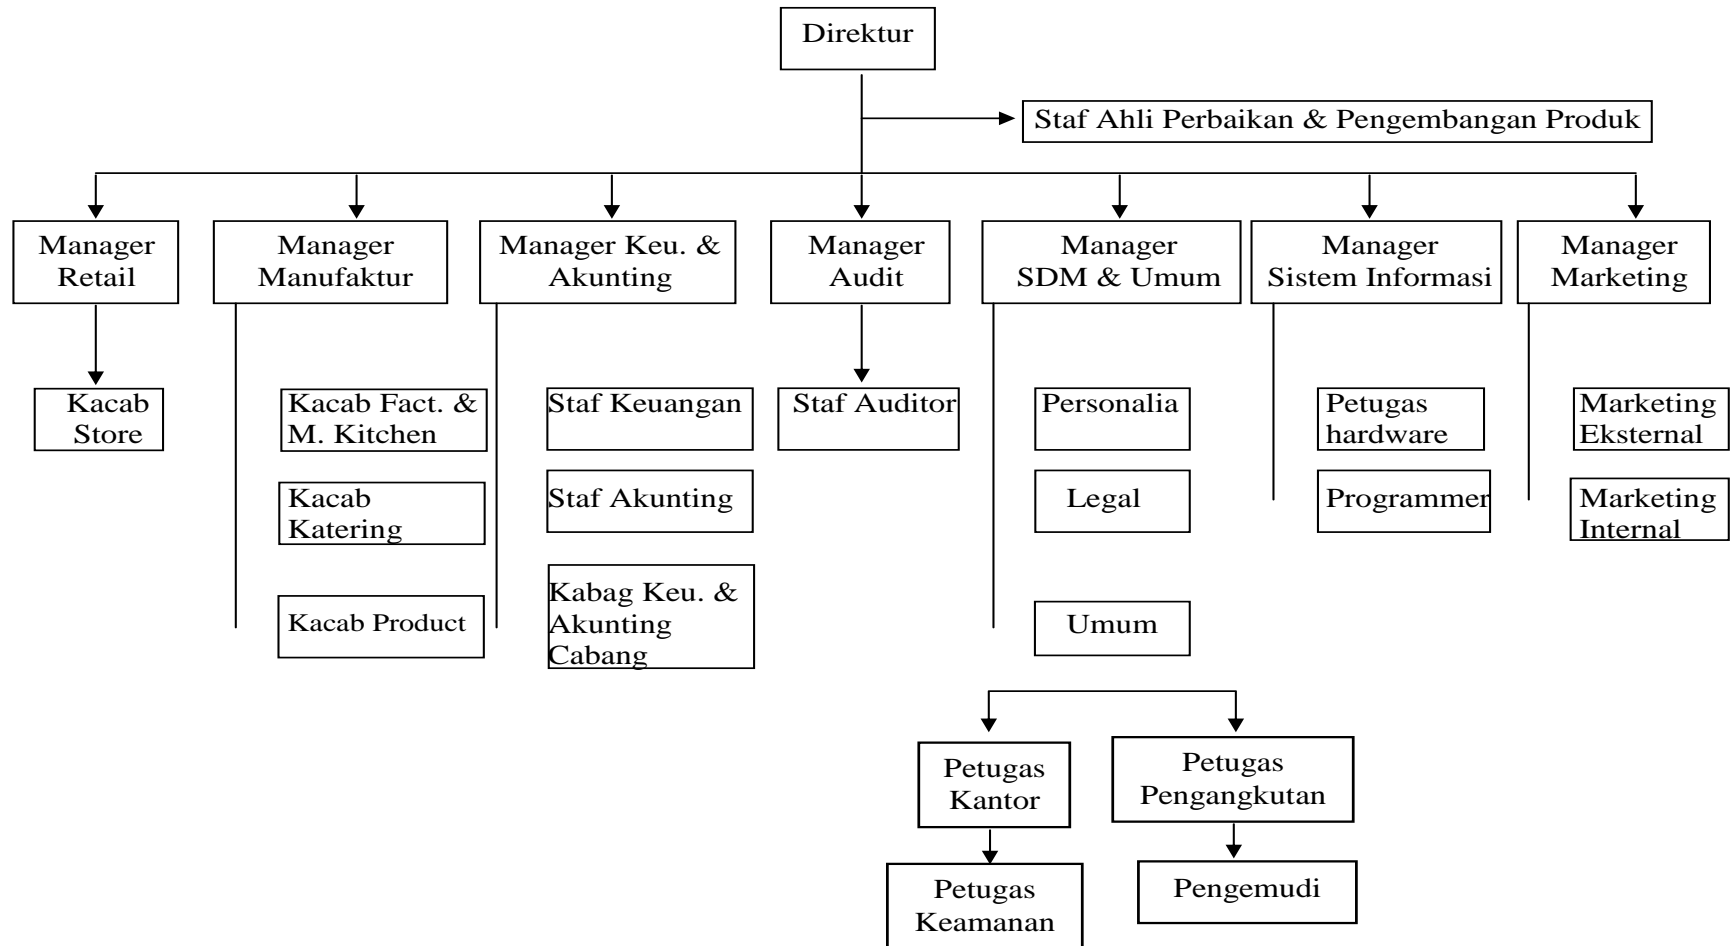 Direktur
Staf Ahli Perbaikan & Pengembangan Produk
Manager
Retail
Manager
Manufaktur
Manager Keu. &
Akunting
Manager
Audit
Manager
SDM & Umum
Manager
Sistem Informasi
Manager
Marketing
Kacab
Store
Kacab Fact. &
M. Kitchen
Staf Keuangan
Staf Auditor
Personalia
Petugas
hardware
Marketing
Eksternal
Kacab
Katering
Staf Akunting
Legal
Programmer
Marketing
Internal
Kacab Product
Kabag Keu. &
Akunting
Cabang
Umum
Petugas
Kantor
Petugas
Pengangkutan
Petugas
Keamanan
Pengemudi